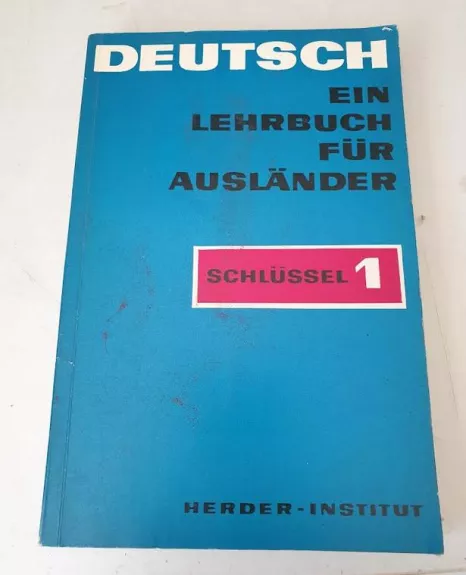 DEUTSCH
EIN
LEHRBUCH
FÜR
AUSLÄNDER
SCHLÜSSEL 1
HERDER-INSTITUT